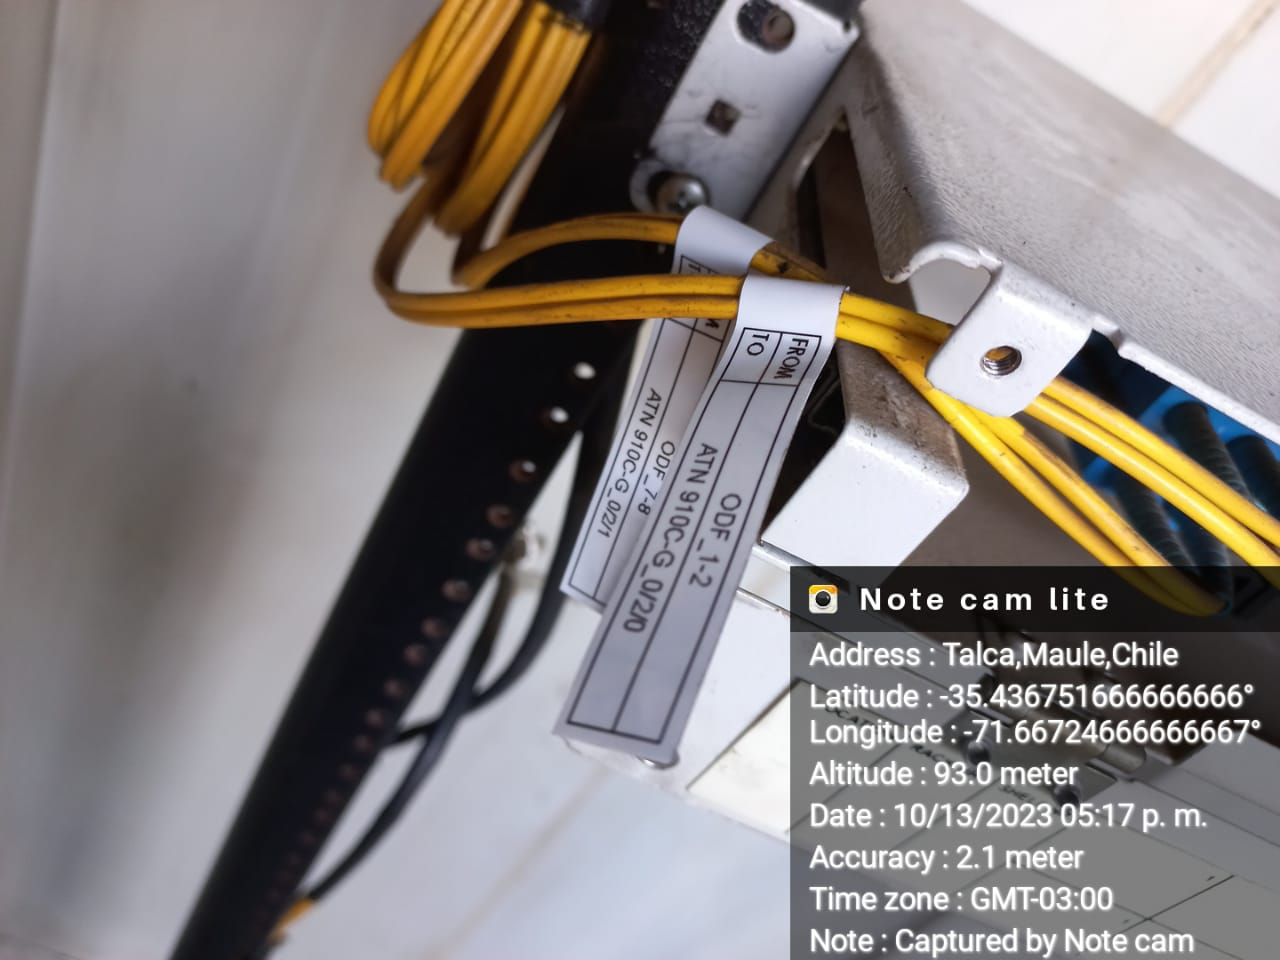 FROM
ODF_7-8
ATN 910C-G_0/2/1
FROM
ODF_1-2
TO
ATN 910C-G_0/2/0
Note cam lite
Address : Talca,Maule,Chile
Latitude : -35.436751666666666°
Longitude : -71.66724666666667°
Altitude : 93.0 meter
Date : 10/13/2023 05:17 p. m.
Accuracy : 2.1 meter
Time zone : GMT-03:00
Note : Captured by Note cam